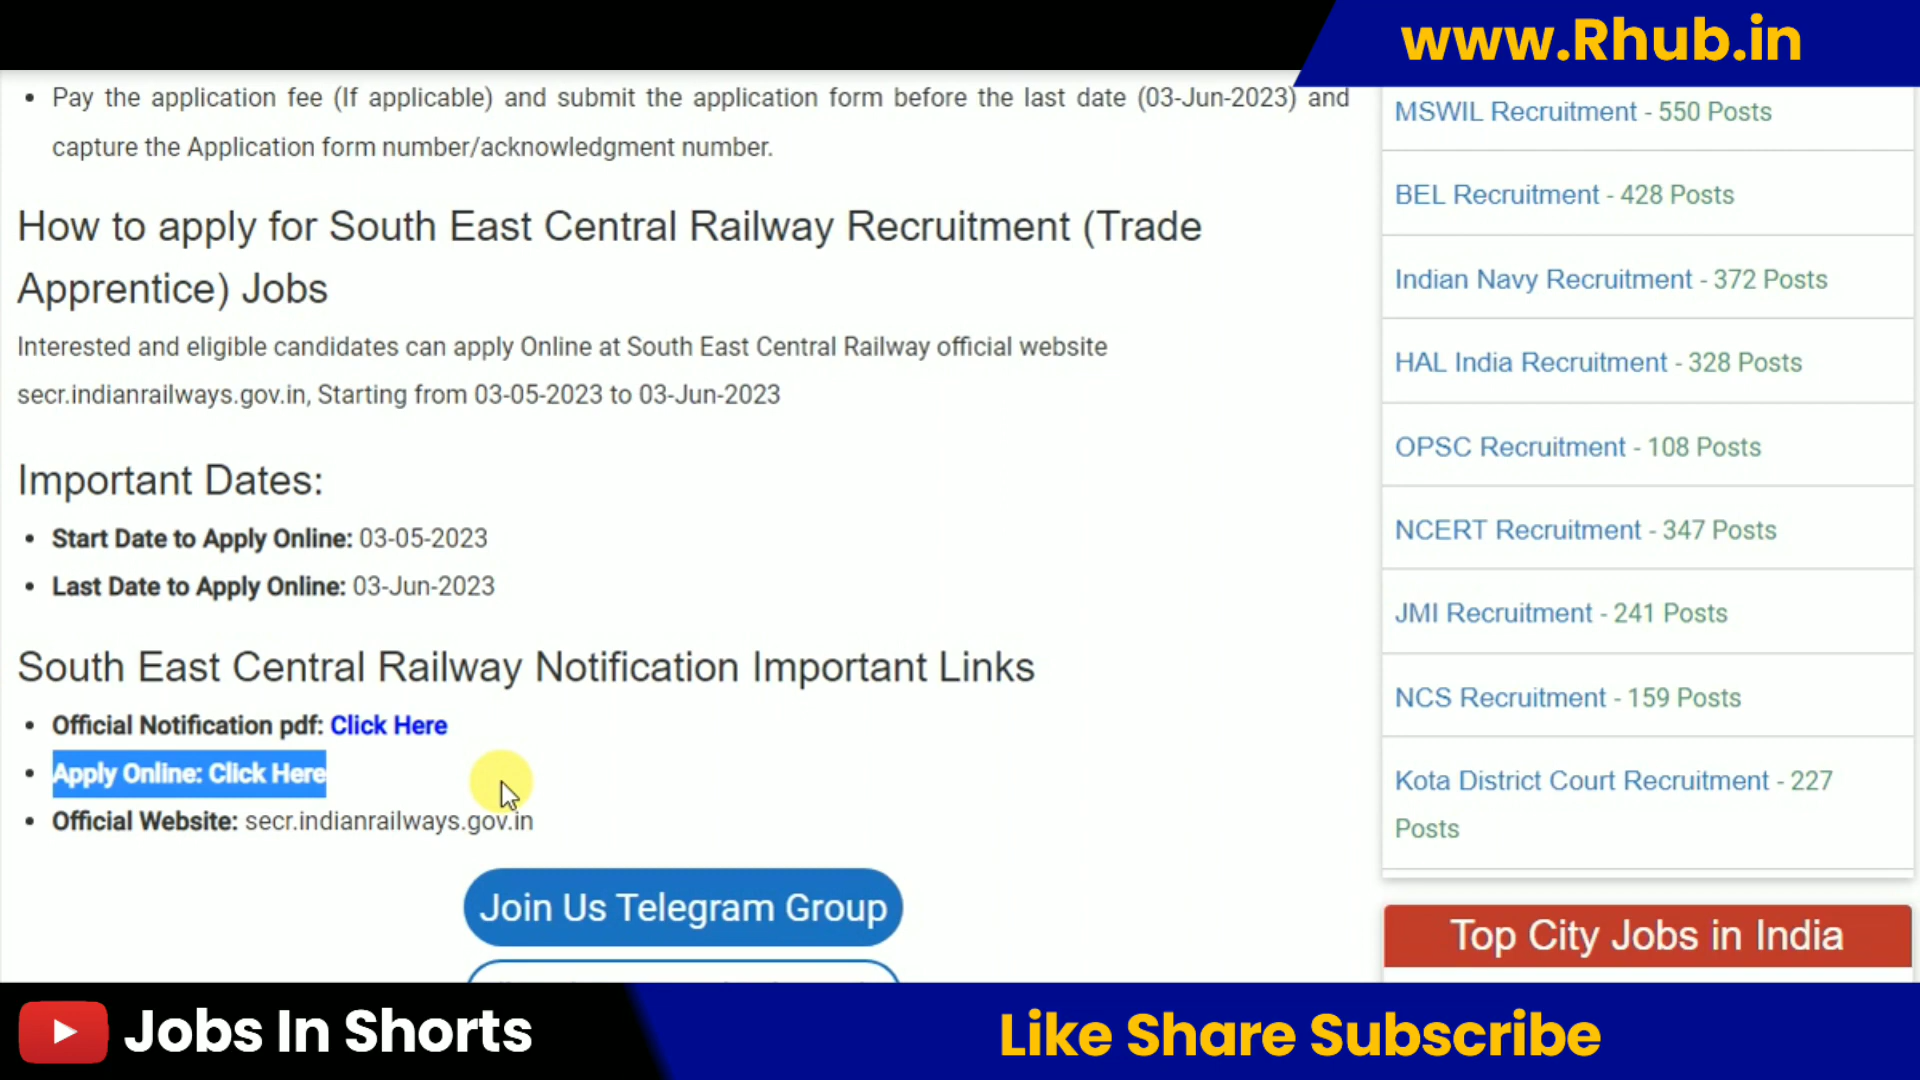 www.Rhub.in
• Pay the application fee (If applicable) and submit the application form before the last date (03-Jun-2023) and
capture the Application form number/acknowledgment number.
How to apply for South East Central Railway Recruitment (Trade
Apprentice) Jobs
Interested and eligible candidates can apply Online at South East Central Railway official website
secr.indianrailways.gov.in, Starting from 03-05-2023 to 03-Jun-2023
Important Dates:
• Start Date to Apply Online: 03-05-2023
• Last Date to Apply Online: 03-Jun-2023
South East Central Railway Notification Important Links
• Official Notification pdf: Click Here
• Apply Online: Click Here
• Official Website: secr.indianrailways.gov.in
Join Us Telegram Group
MSWIL Recruitment - 550 Posts
BEL Recruitment - 428 Posts
Indian Navy Recruitment - 372 Posts
HAL India Recruitment - 328 Posts
OPSC Recruitment - 108 Posts
NCERT Recruitment - 347 Posts
JMI Recruitment - 241 Posts
NCS Recruitment - 159 Posts
Kota District Court Recruitment - 227
Posts
Top City Jobs in India
Jobs In Shorts
Like Share Subscribe